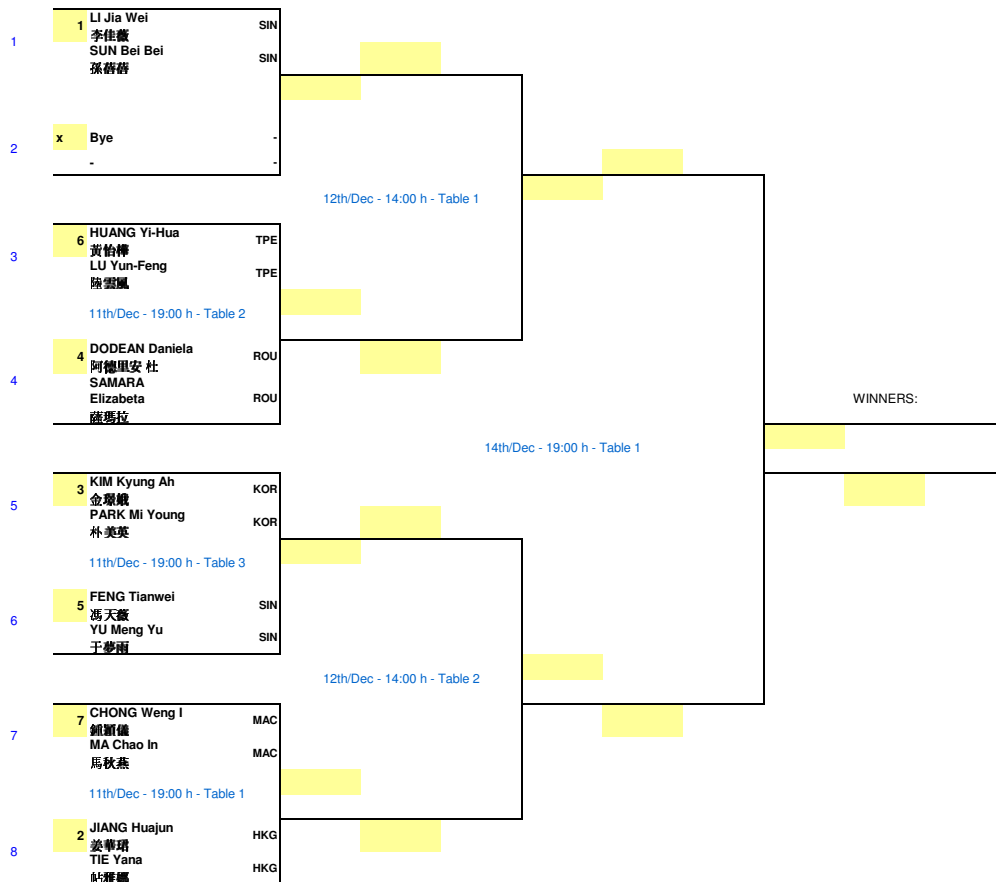 1 LI Jia Wei SIN
李佳薇
1
SUN Bei Bei SIN
孫蓓蓓
x Bye -
2
- -
12th/Dec - 14:00 h - Table 1
6 HUANG Yi-Hua TPE
黃怡樺
3
LU Yun-Feng TPE
陸雲風
11th/Dec - 19:00 h - Table 2
4 DODEAN Daniela ROU
阿德里安 杜
4
SAMARA
Elizabeta ROU
薩瑪拉
WINNERS:
14th/Dec - 19:00 h - Table 1
3 KIM Kyung Ah KOR
金璟娥
5
PARK Mi Young KOR
朴美英
11th/Dec - 19:00 h - Table 3
5 FENG Tianwei SIN
馮天薇
6
YU Meng Yu SIN
于夢雨
12th/Dec - 14:00 h - Table 2
7 CHONG Weng I MAC
鍾穎儀
7
MA Chao In MAC
馬秋燕
11th/Dec - 19:00 h - Table 1
2 JIANG Huajun HKG
姜華珺
8
TIE Yana HKG
帖雅娜